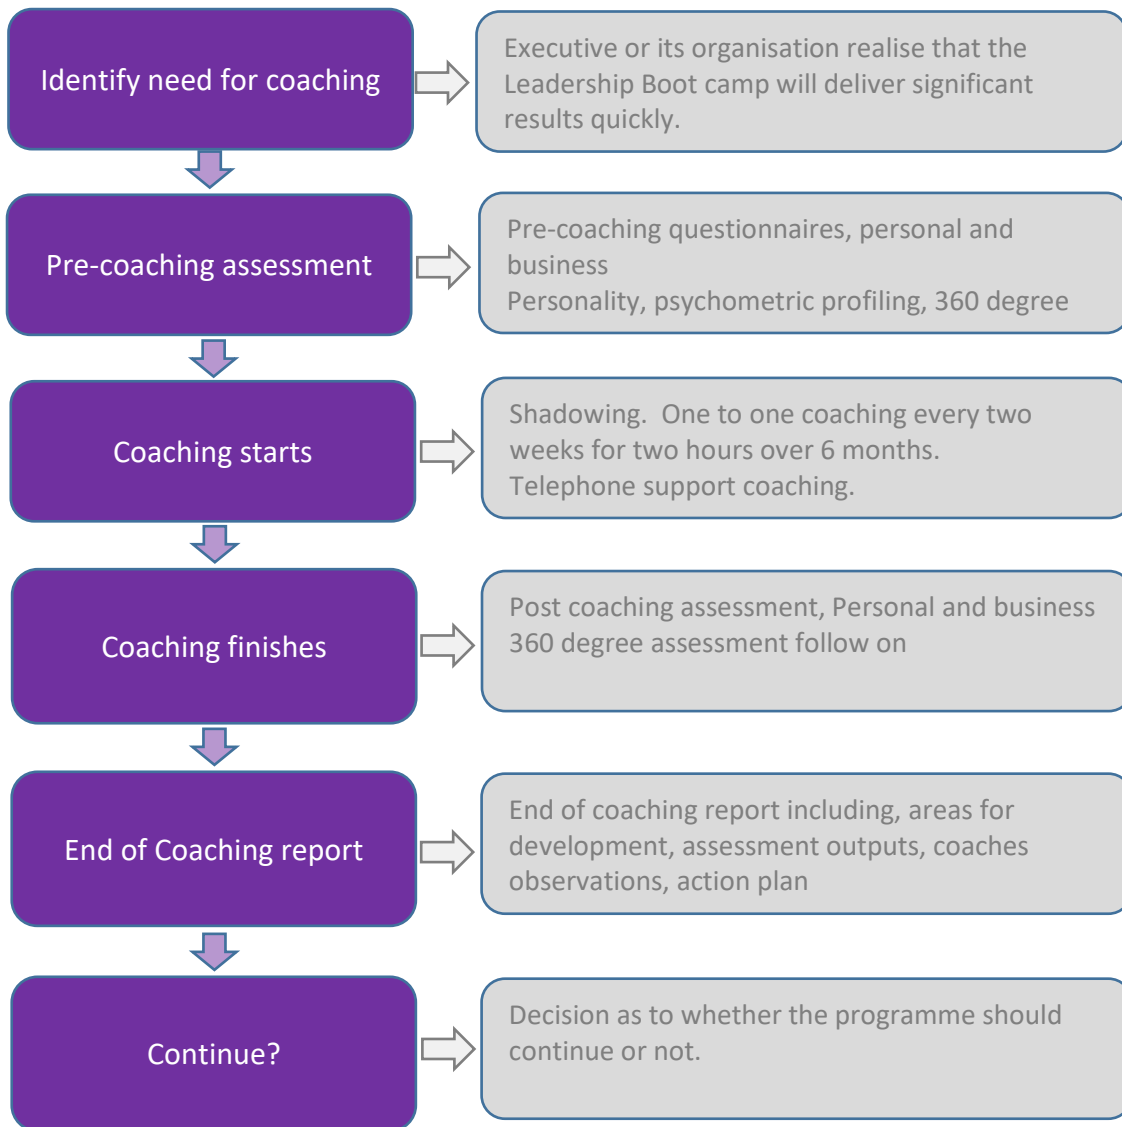 Identify need for coaching
Executive or its organisation realise that the
Leadership Boot camp will deliver significant
results quickly.
Pre-coaching assessment
Pre-coaching questionnaires, personal and
business
Personality, psychometric profiling, 360 degree
Coaching starts
Shadowing.  One to one coaching every two
weeks for two hours over 6 months.
Telephone support coaching.
Coaching finishes
Post coaching assessment, Personal and business
360 degree assessment follow on
End of Coaching report
End of coaching report including, areas for
development, assessment outputs, coaches
observations, action plan
Continue?
Decision as to whether the programme should
continue or not.